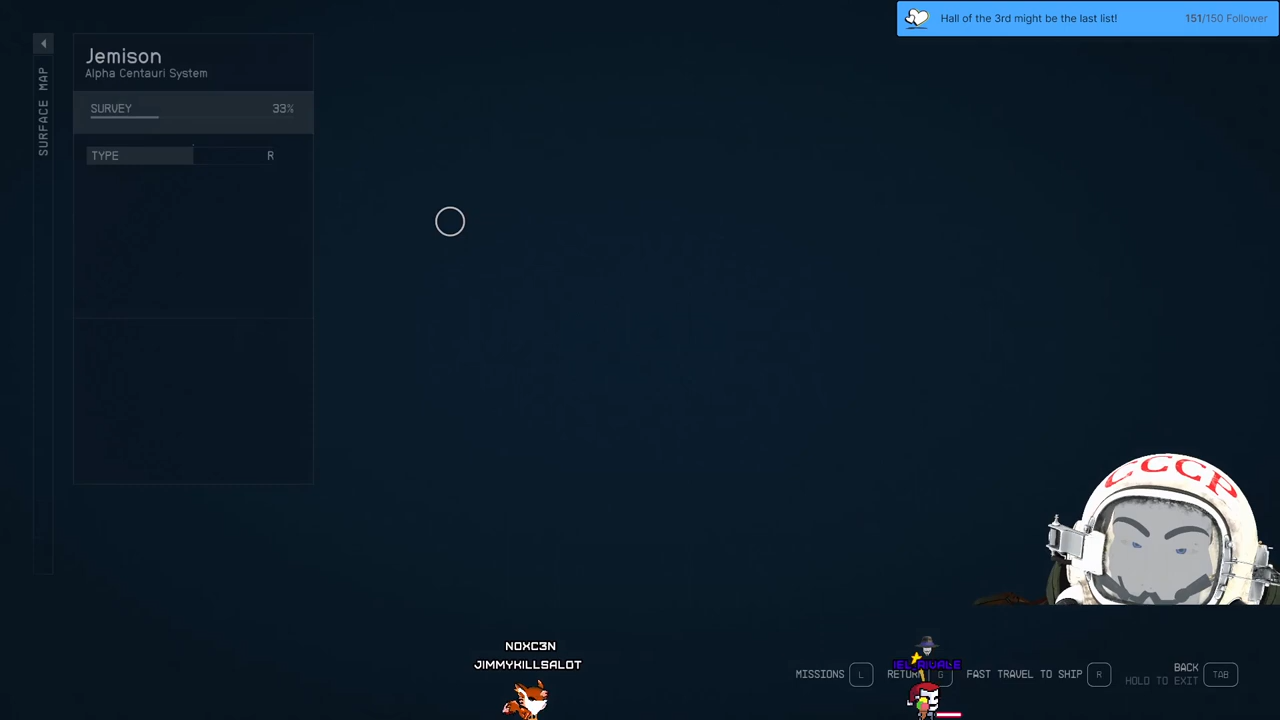 Hall of the 3rd might be the last list!
151/150 Follower
SURFACE MAP
Jemison
Alpha Centauri System
SURVEY 33%
TYPE R
CCCP
NOXC3N
JIMMYKILLSALOT
MISSIONS L
G
FAST TRAVEL TO SHIP R
BACK
HOLD TO EXIT TAB